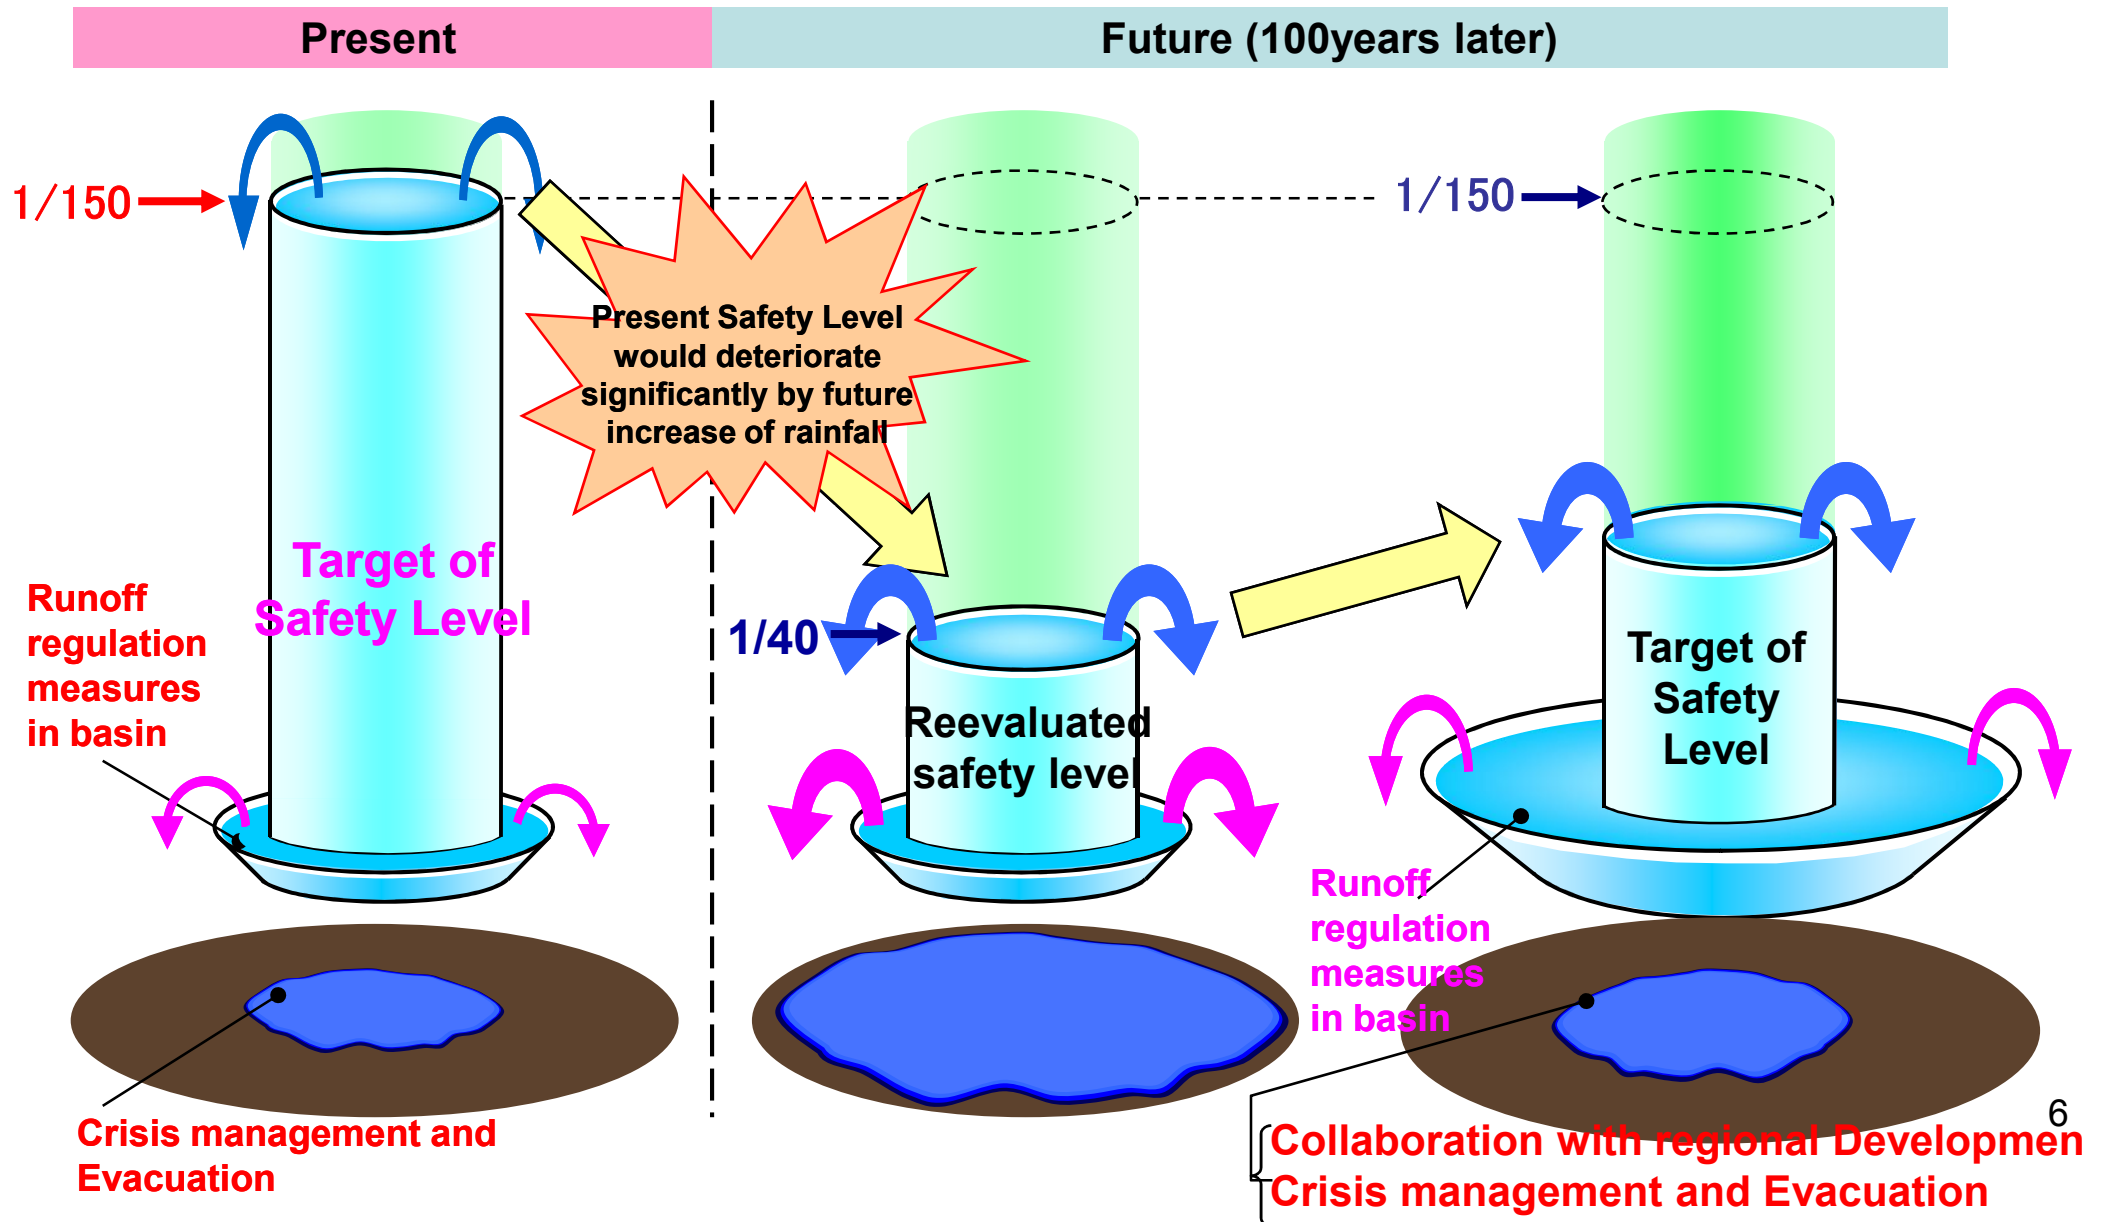 Present
Future (100years later)
1/150
1/150
Present Safety Level
would deteriorate
significantly by future
increase of rainfall
Target of
Safety Level
Runoff
regulation
measures
in basin
1/40
Reevaluated
safety level
Target of
Safety
Level
Runoff
regulation
measures
in basin
Crisis management and
Evacuation
6
Collaboration with regional Developmen
Crisis management and Evacuation